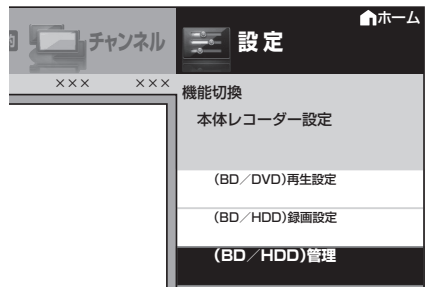 ホーム
チャンネル
設定
××× ×××
機能切換
本体レコーダー設定
(BD／DVD)再生設定
(BD／HDD)録画設定
(BD／HDD)管理